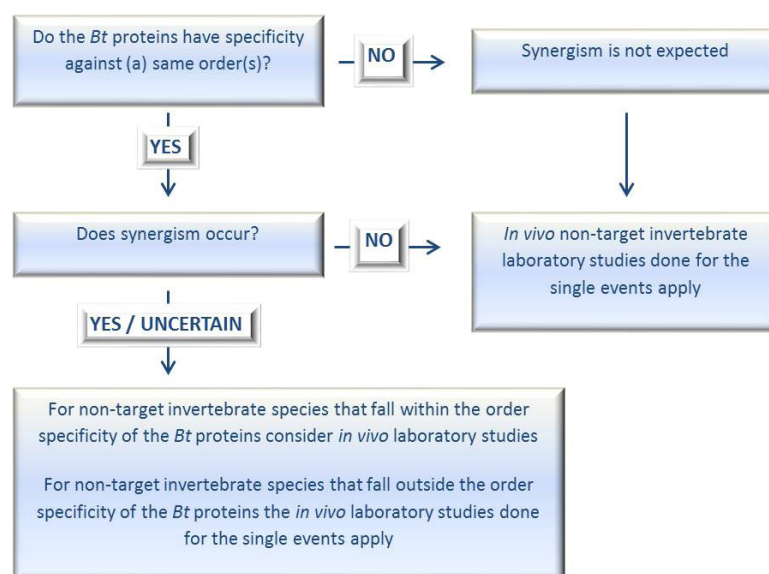 Do the Bt proteins have specificity
against (a) same order(s)?
NO
Synergism is not expected
YES
Does synergism occur?
NO
In vivo non-target invertebrate
laboratory studies done for the
single events apply
YES / UNCERTAIN
For non-target invertebrate species that fall within the order
specificity of the Bt proteins consider in vivo laboratory studies
For non-target invertebrate species that fall outside the order
specificity of the Bt proteins the in vivo laboratory studies done
for the single events apply